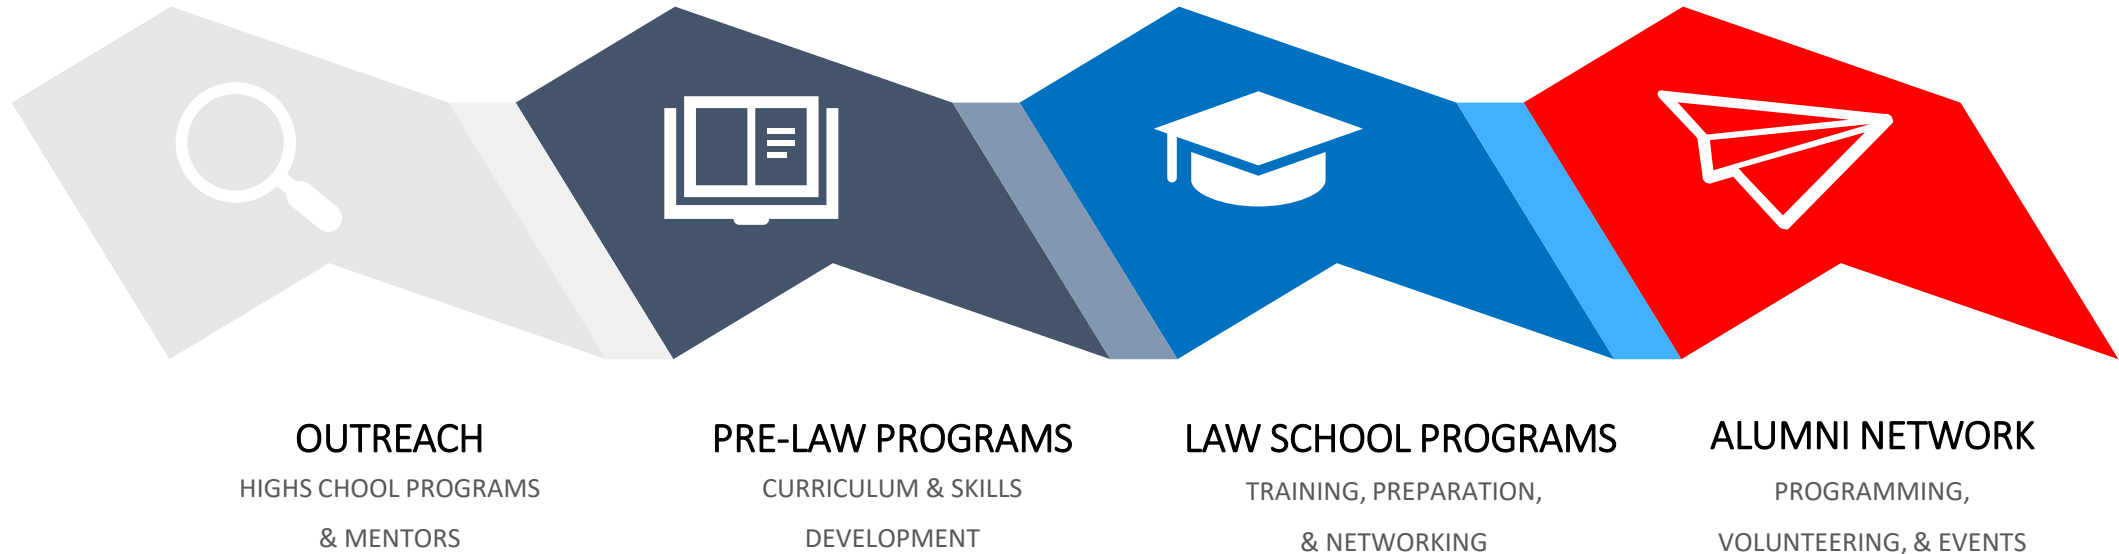 OUTREACH
HIGHS CHOOL PROGRAMS
& MENTORS
PRE-LAW PROGRAMS
CURRICULUM & SKILLS
DEVELOPMENT
LAW SCHOOL PROGRAMS
TRAINING, PREPARATION,
& NETWORKING
ALUMNI NETWORK
PROGRAMMING,
VOLUNTEERING, & EVENTS